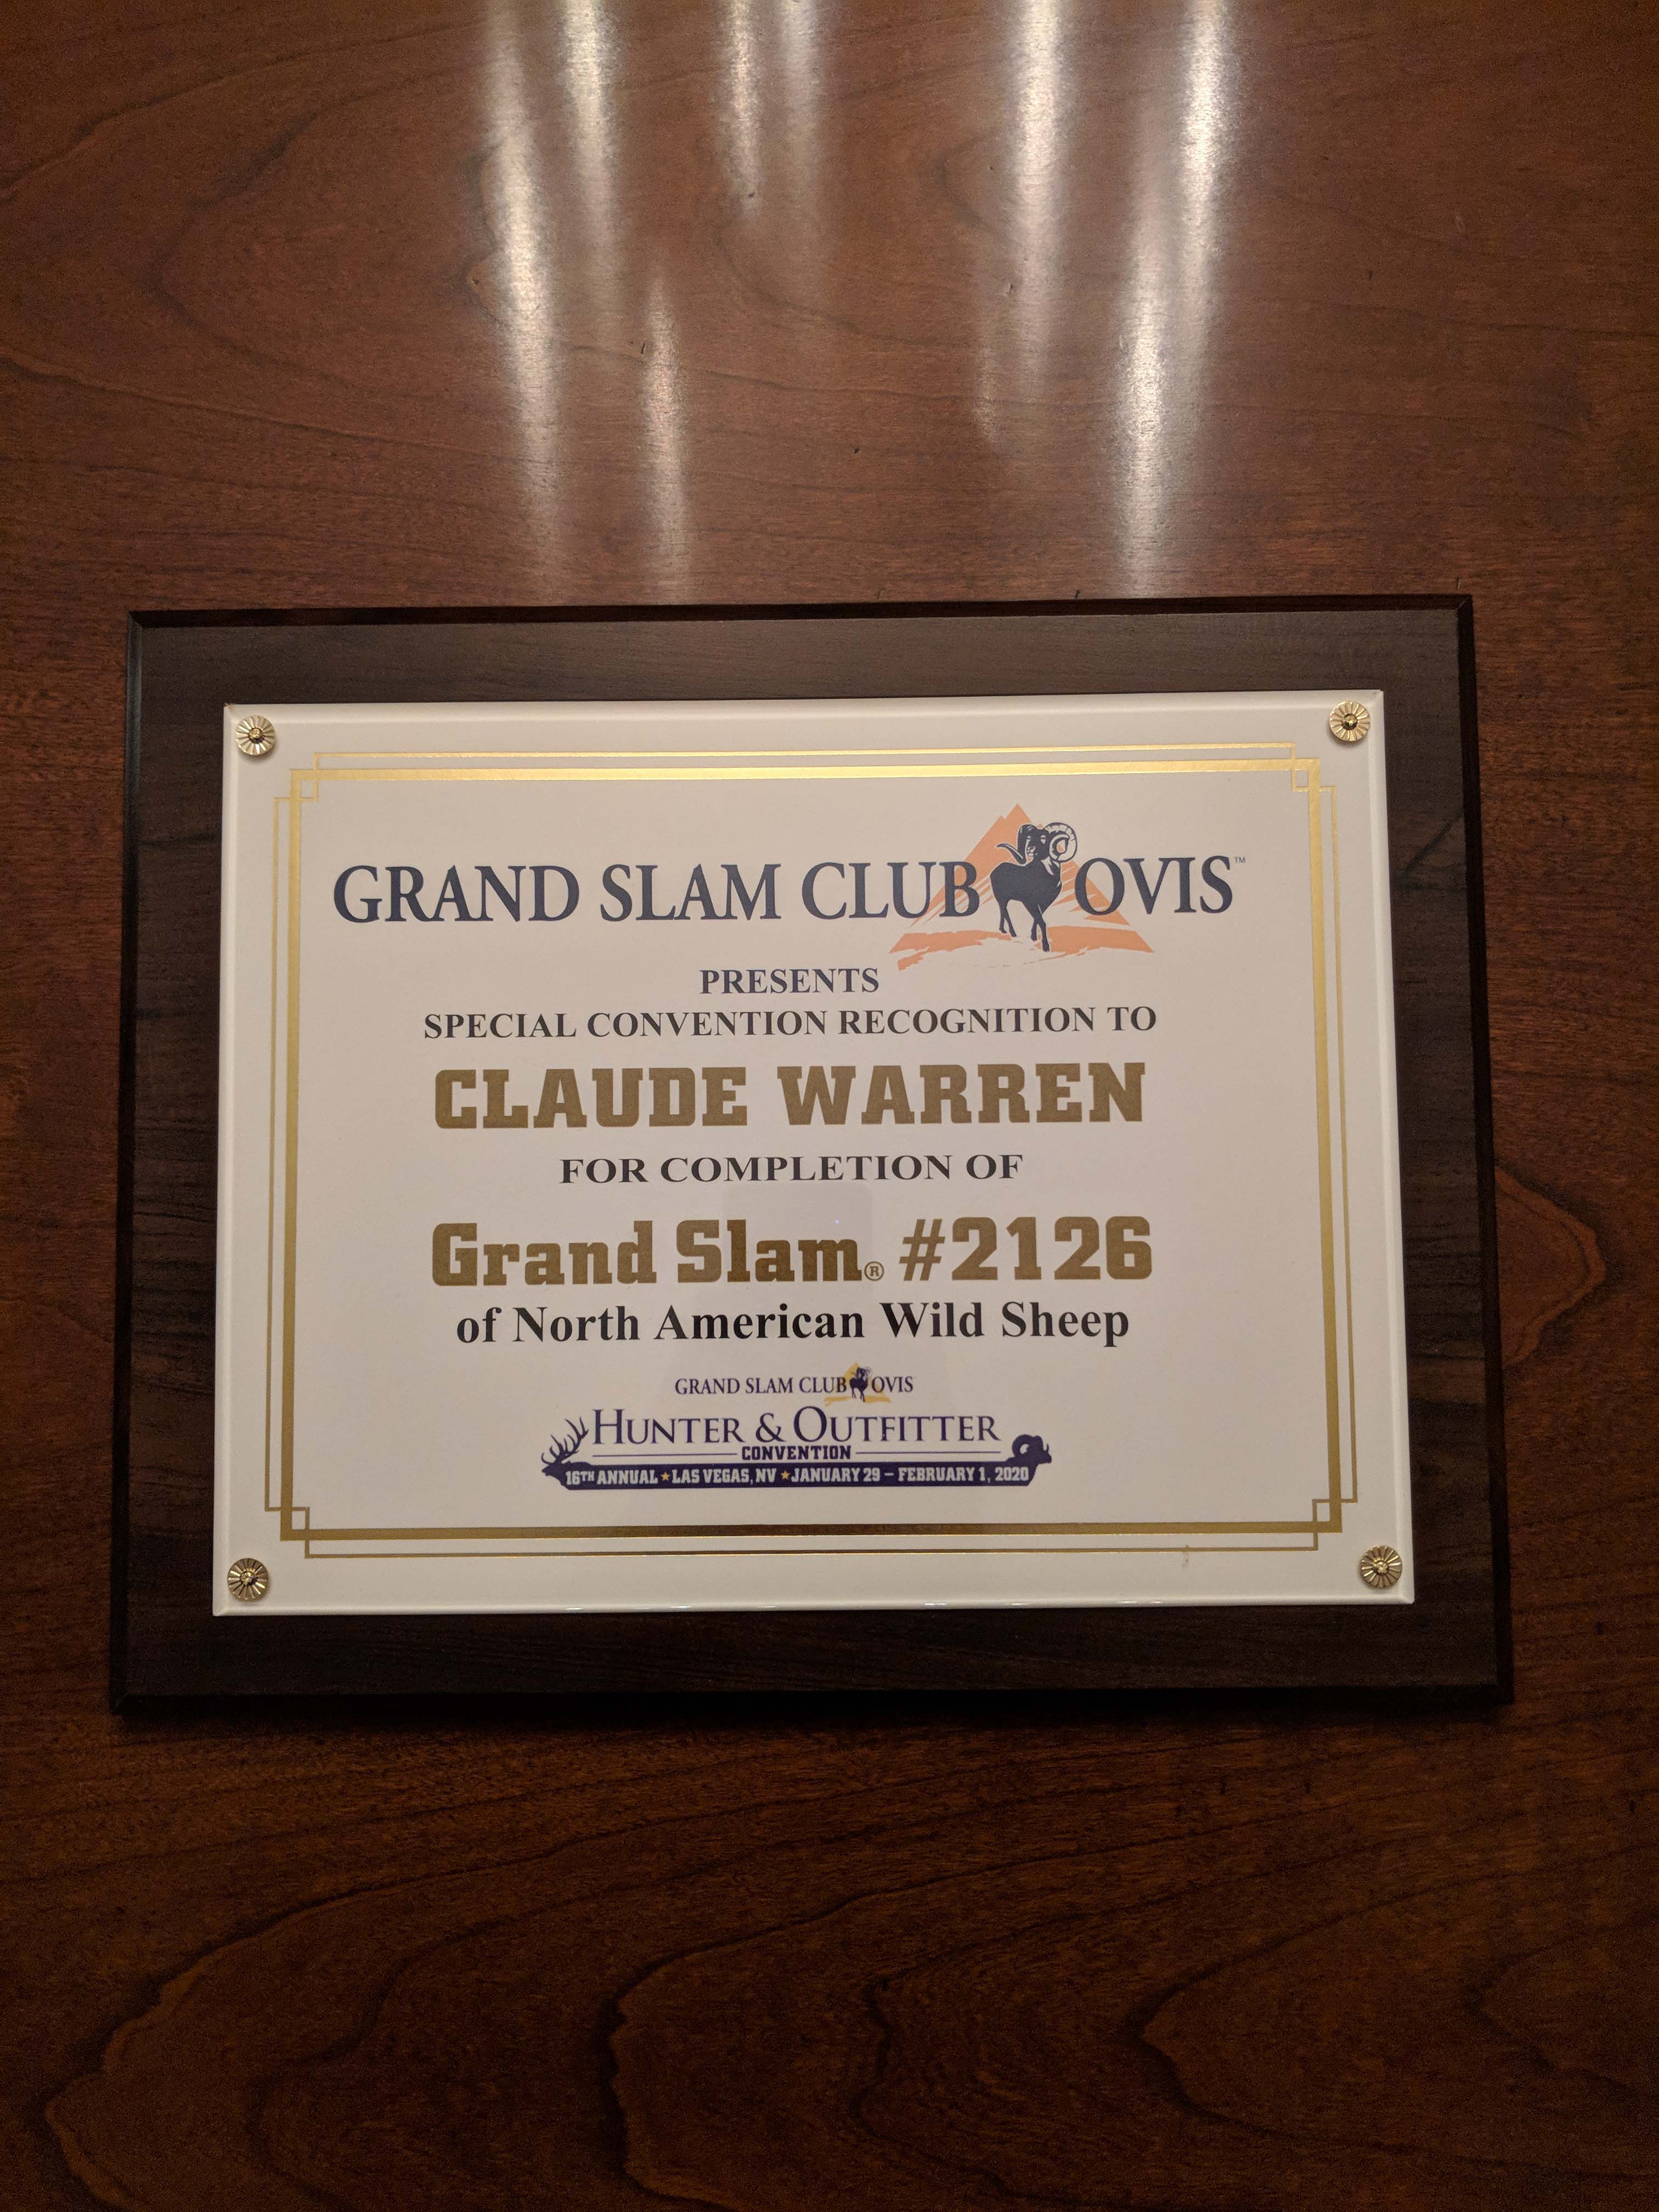 GRAND SLAM CLUB OVIS™
PRESENTS
SPECIAL CONVENTION RECOGNITION TO
CLAUDE WARREN
FOR COMPLETION OF
Grand Slam® #2126
of North American Wild Sheep
GRAND SLAM CLUB OVIS
HUNTER & OUTFITTER
CONVENTION
16TH ANNUAL ★ LAS VEGAS, NV ★ JANUARY 29 – FEBRUARY 1, 2020